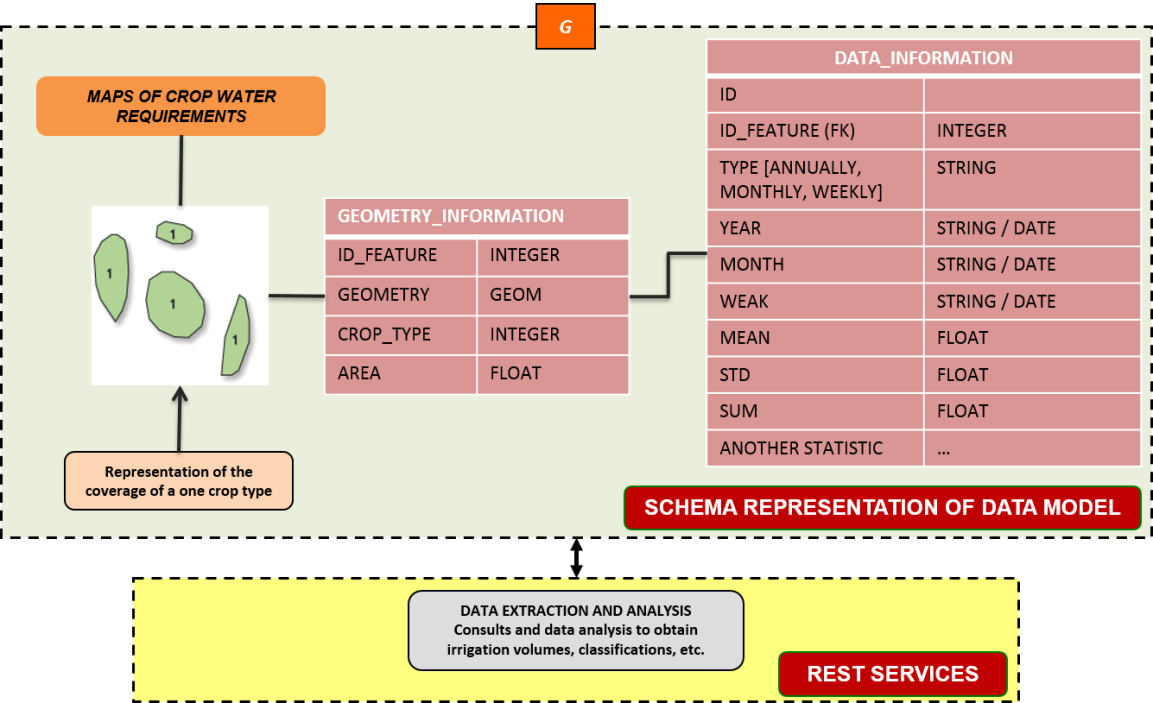 G
MAPS OF CROP WATER
REQUIREMENTS
1
1
1
1
Representation of the
coverage of a one crop type
GEOMETRY_INFORMATION
ID_FEATURE INTEGER
GEOMETRY GEOM
CROP_TYPE INTEGER
AREA FLOAT
DATA_INFORMATION
ID
ID_FEATURE (FK) INTEGER
TYPE [ANNUALLY, STRING
MONTHLY, WEEKLY]
YEAR STRING / DATE
MONTH STRING / DATE
WEAK STRING / DATE
MEAN FLOAT
STD FLOAT
SUM FLOAT
ANOTHER STATISTIC ...
SCHEMA REPRESENTATION OF DATA MODEL
DATA EXTRACTION AND ANALYSIS
Consults and data analysis to obtain
irrigation volumes, classifications, etc.
REST SERVICES